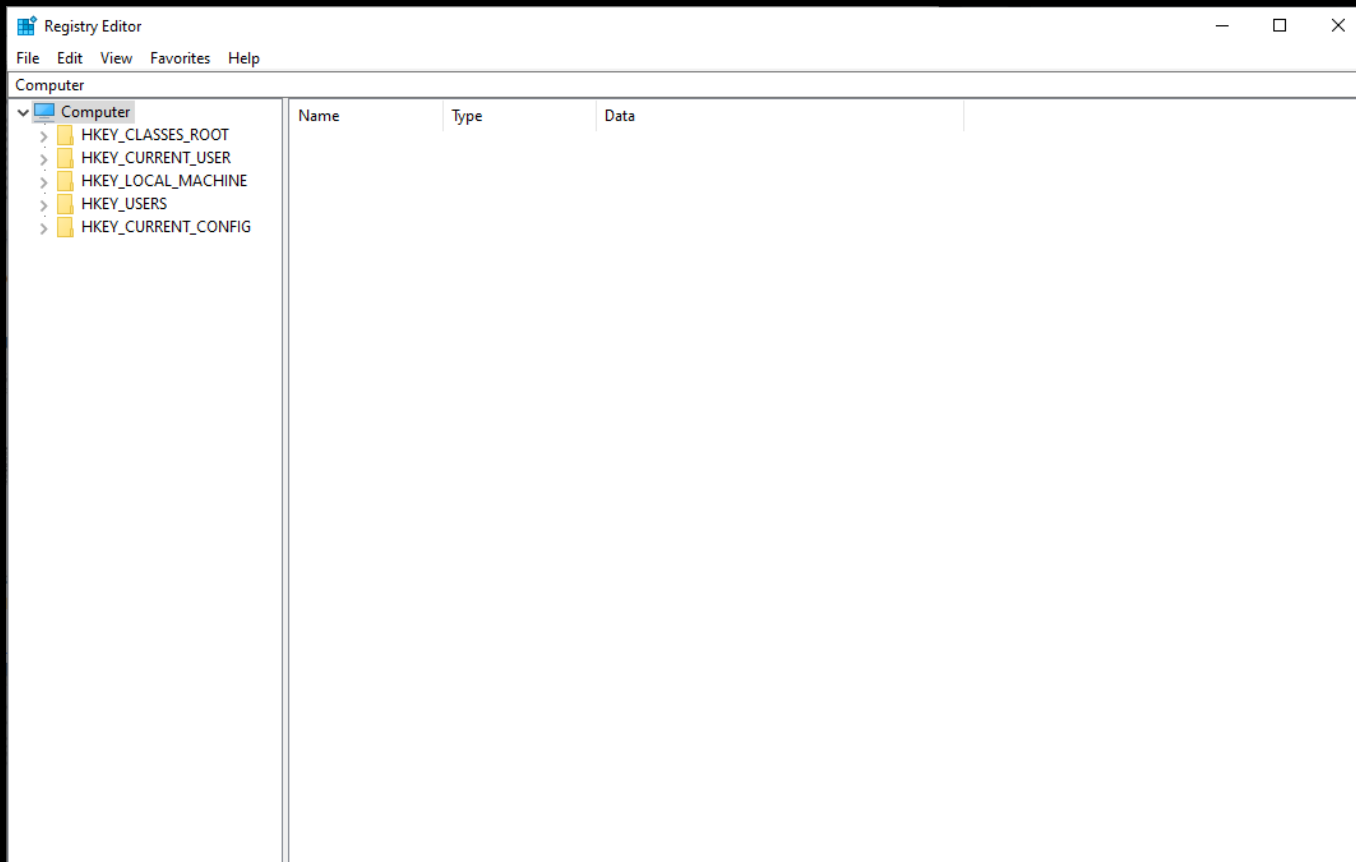 Registry Editor
File Edit View Favorites Help
Computer
Computer
HKEY_CLASSES_ROOT
HKEY_CURRENT_USER
HKEY_LOCAL_MACHINE
HKEY_USERS
HKEY_CURRENT_CONFIG
Name Type Data